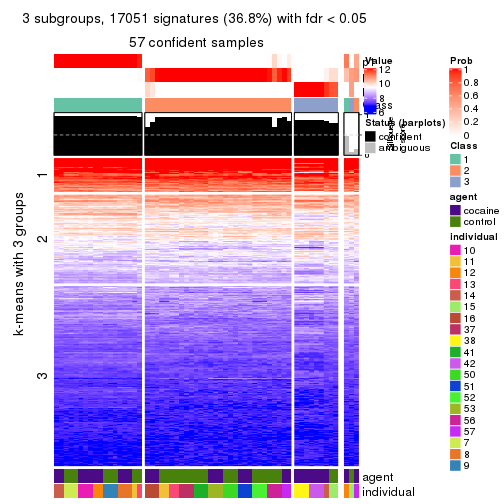 3 subgroups, 17051 signatures (36.8%) with fdr < 0.05
57 confident samples
Value
12
10
8
6
Status (barplots)
confident
ambiguous
Prob
1
0.8
0.6
0.4
0.2
0
Class
1
2
3
agent
cocaine
control
individual
10
11
12
13
14
15
16
37
38
41
42
50
51
52
53
56
57
7
8
9
k-means with 3 groups
1
2
3
agent
individual